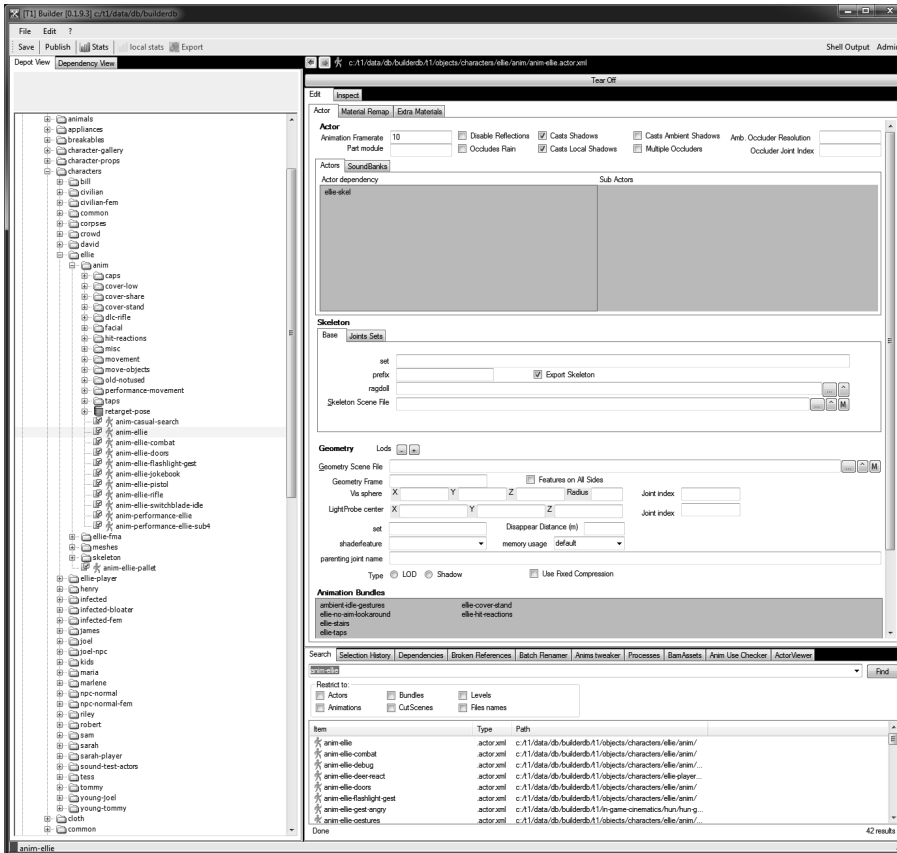 [T1] Builder [0.1.9.3] c:/t1/data/db/builderdb
File Edit ?
Save Publish Stats local stats Export Shell Output Admin
Depot View Dependency View
animals
appliances
breakables
character-gallery
character-props
characters
bill
civilian
civilian-fem
common
corpses
crowd
david
ellie
anim
caps
cover-low
cover-share
cover-stand
dlc-rifle
facial
hit-reactions
misc
movement
move-objects
old-notused
performance-movement
taps
retarget-pose
anim-casual-search
anim-ellie
anim-ellie-combat
anim-ellie-doors
anim-ellie-flashlight-gest
anim-ellie-jokebook
anim-ellie-pistol
anim-ellie-rifle
anim-ellie-switchblade-idle
anim-performance-ellie
anim-performance-ellie-sub4
ellie-fma
meshes
skeleton
anim-ellie-pallet
ellie-player
henry
infected
infected-bloater
infected-fem
james
joel
joel-npc
kids
maria
marlene
npc-normal
npc-normal-fem
riley
robert
sam
sarah
sarah-player
sound-test-actors
tess
tommy
young-joel
young-tommy
cloth
common
anim-ellie
c:/t1/data/db/builderdb/t1/objects/characters/ellie/anim/anim-ellie.actor.xml
Tear Off
Edit Inspect
Actor Material Remap Extra Materials
Actor
Animation Framerate 10 Disable Reflections Casts Shadows Casts Ambient Shadows Amb. Occluder Resolution
Part module Occludes Rain Casts Local Shadows Multiple Occluders Occluder Joint Index
Actors SoundBanks
Actor dependency Sub Actors
ellie-skel
Skeleton
Base Joints Sets
set
prefix Export Skeleton
ragdoll ... ^
Skeleton Scene File ... ^ M
Geometry Lods - +
Geometry Scene File .... ^ M
Geometry Frame Features on All Sides
Vis sphere X Y Z Radius Joint index
LightProbe center X Y Z Joint index
set Disappear Distance (m)
shaderfeature memory usage default
parenting joint name
Type LOD Shadow Use Fixed Compression
Animation Bundles
ambient-idle-gestures ellie-cover-stand
ellie-no-aim-lookaround ellie-hit-reactions
ellie-stairs
ellie-taps
Search Selection History Dependencies Broken References Batch Renamer Anims tweaker Processes BamAssets Anim Use Checker ActorViewer
anim-ellie Find
Restrict to:
Actors Bundles Levels
Animations CutScenes Files names
Item Type Path
anim-ellie .actor.xml c:/t1/data/db/builderdb/t1/objects/characters/ellie/anim/
anim-ellie-combat .actor.xml c:/t1/data/db/builderdb/t1/objects/characters/ellie/anim/
anim-ellie-debug .actor.xml c:/t1/data/db/builderdb/t1/objects/characters/ellie/anim/...
anim-ellie-deer-react .actor.xml c:/t1/data/db/builderdb/t1/objects/characters/ellie-player...
anim-ellie-doors .actor.xml c:/t1/data/db/builderdb/t1/objects/characters/ellie/anim/
anim-ellie-flashlight-gest .actor.xml c:/t1/data/db/builderdb/t1/objects/characters/ellie/anim/
anim-ellie-gest-angry .actor.xml c:/t1/data/db/builderdb/t1/in-game-cinematics/hun/hun-g...
anim-ellie-gestures .actor.xml c:/t1/data/db/builderdb/t1/objects/characters/ellie/anim/...
Done 42 results